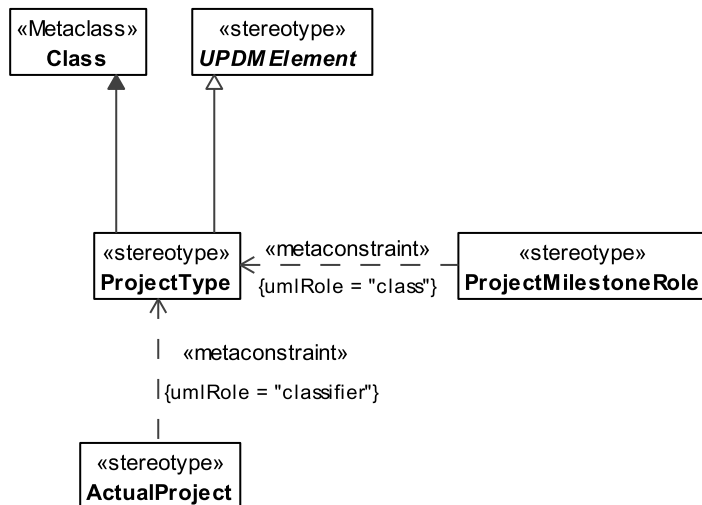 «Metaclass»
Class
«stereotype»
UPDMElement
«stereotype»
ProjectType
«metaconstraint»
{umlRole = "class"}
«stereotype»
ProjectMilestoneRole
«metaconstraint»
{umlRole = "classifier"}
«stereotype»
ActualProject